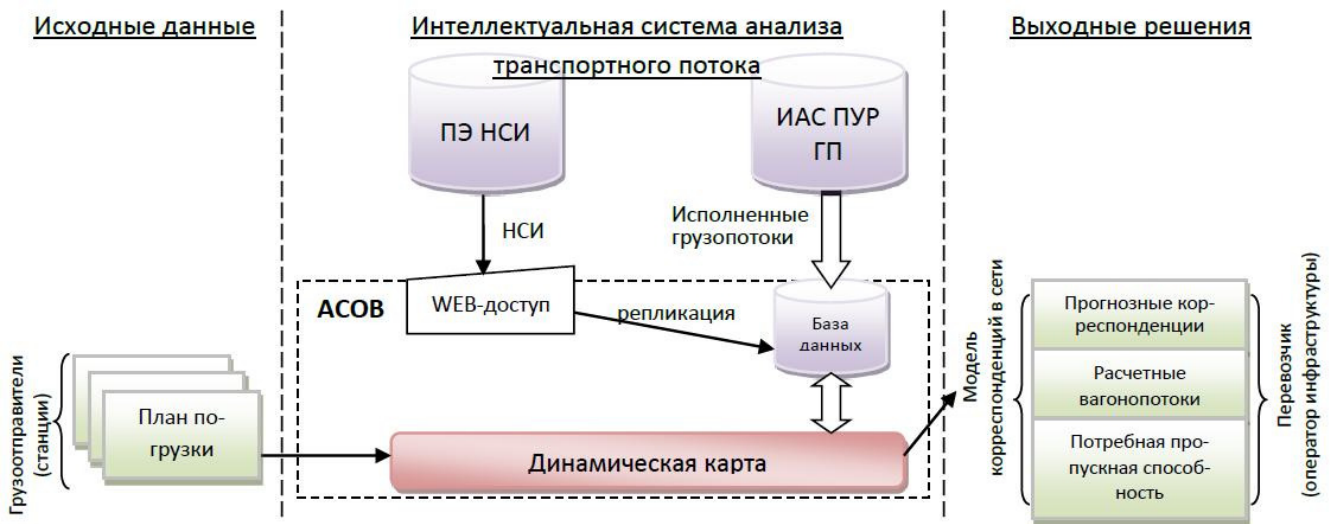 Исходные данные
Интеллектуальная система анализа
транспортного потока
Выходные решения
ПЭ НСИ
ИАС ПУР
ГП
НСИ
Исполненные
грузопотоки
АСОВ
WEB-доступ
репликация
База
данных
Грузоотправители
(станции)
План по-
грузки
Динамическая карта
Модель
корреспонденций в сети
Прогнозные кор-
респонденции
Расчетные
вагонопотоки
Потребная про-
пускная способ-
ность
Перевозчик
(оператор инфраструктуры)